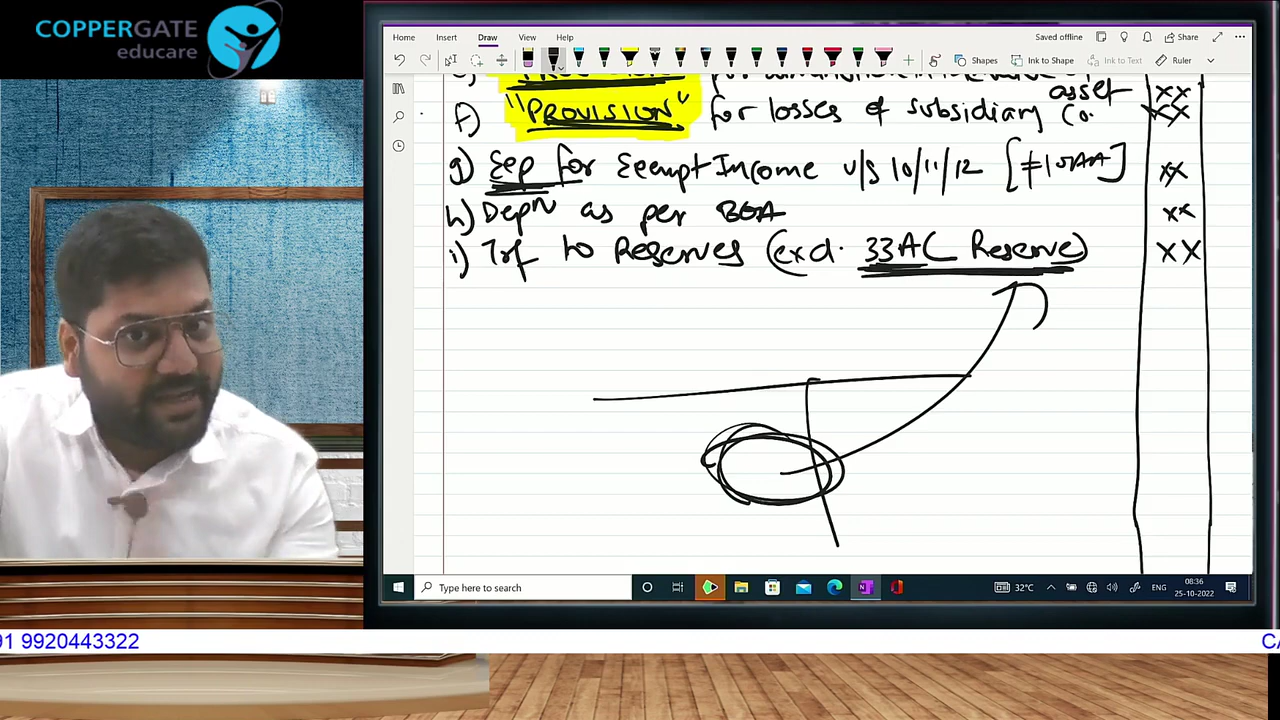 COPPERGATE
educare
Home Insert Draw View Help
Saved offline
Share
Shapes
Ink to Shape
Ink to Text
Ruler
asset xx
f) "PROVISION" for losses of subsidiary Co. xx
g) Exp for Exempt Income u/s 10/11/12 [≠10AA] xx
h) Depn as per BOA xx
i) Trf to Reserves (excl. 33AC Reserve) xx
Type here to search
32°C
ENG
08:36
25-10-2022
91 9920443322
CA